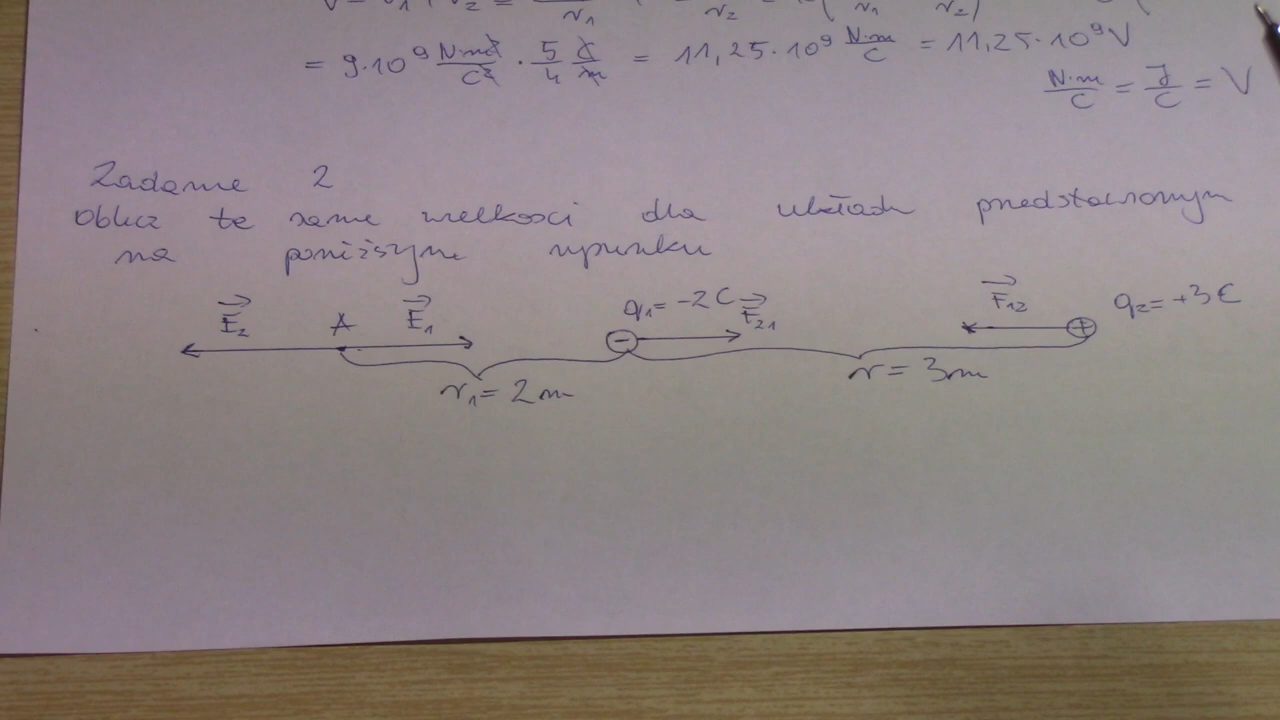 = 9·10⁹ N·m²/C² · 5/4 C/m = 11,25·10⁹ N·m/C = 11,25·10⁹V
N·m/C = J/C = V
Zadanie 2
Oblicz te same wielkości dla układu przedstawionym
na poniższym rysunku
E₂ A E₁ q₁= -2C F₂₁ F₁₂ q₂= +3C
r₁= 2m r = 3m